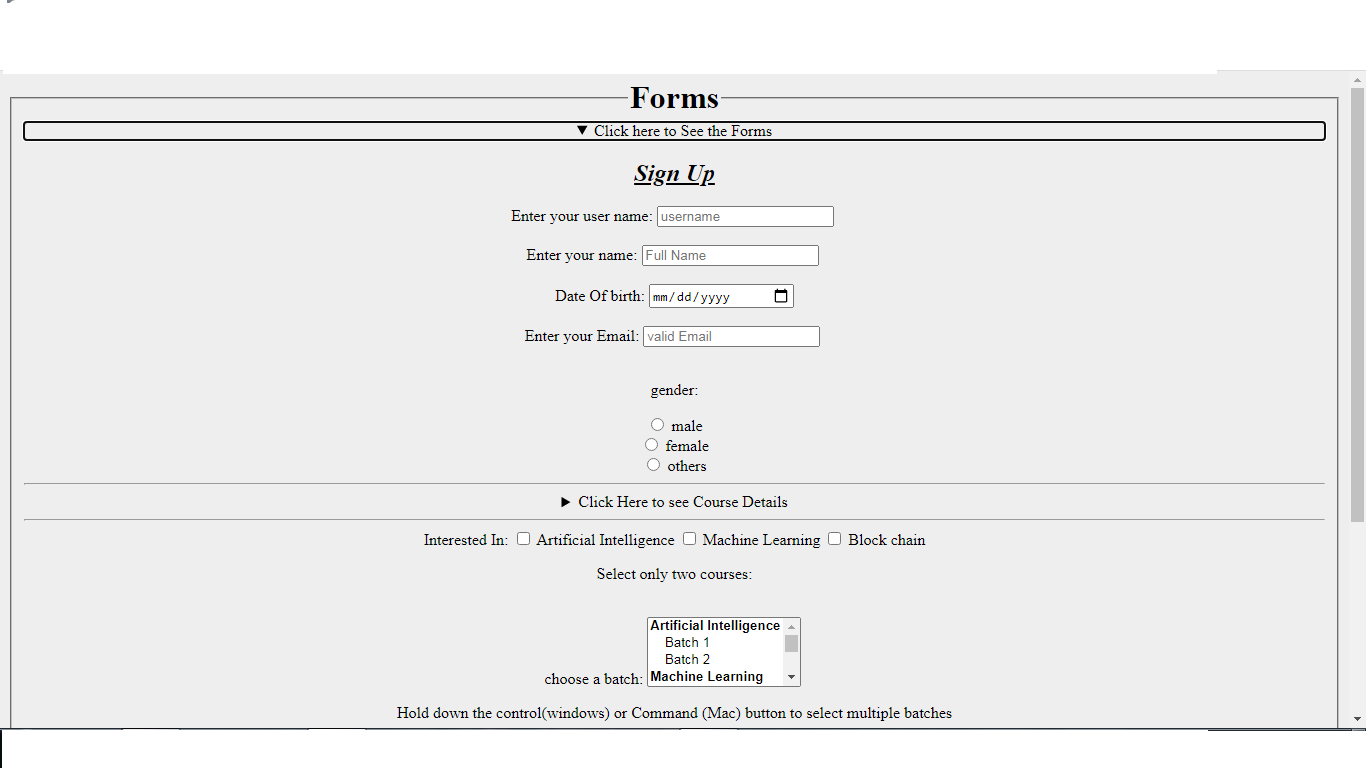 Forms
▼ Click here to See the Forms
Sign Up
Enter your user name: username
Enter your name: Full Name
Date Of birth: mm/dd/yyyy
Enter your Email: valid Email
gender:
male
female
others
▶ Click Here to see Course Details
Interested In: Artificial Intelligence Machine Learning Block chain
Select only two courses:
Artificial Intelligence
Batch 1
Batch 2
Machine Learning
choose a batch:
Hold down the control(windows) or Command (Mac) button to select multiple batches